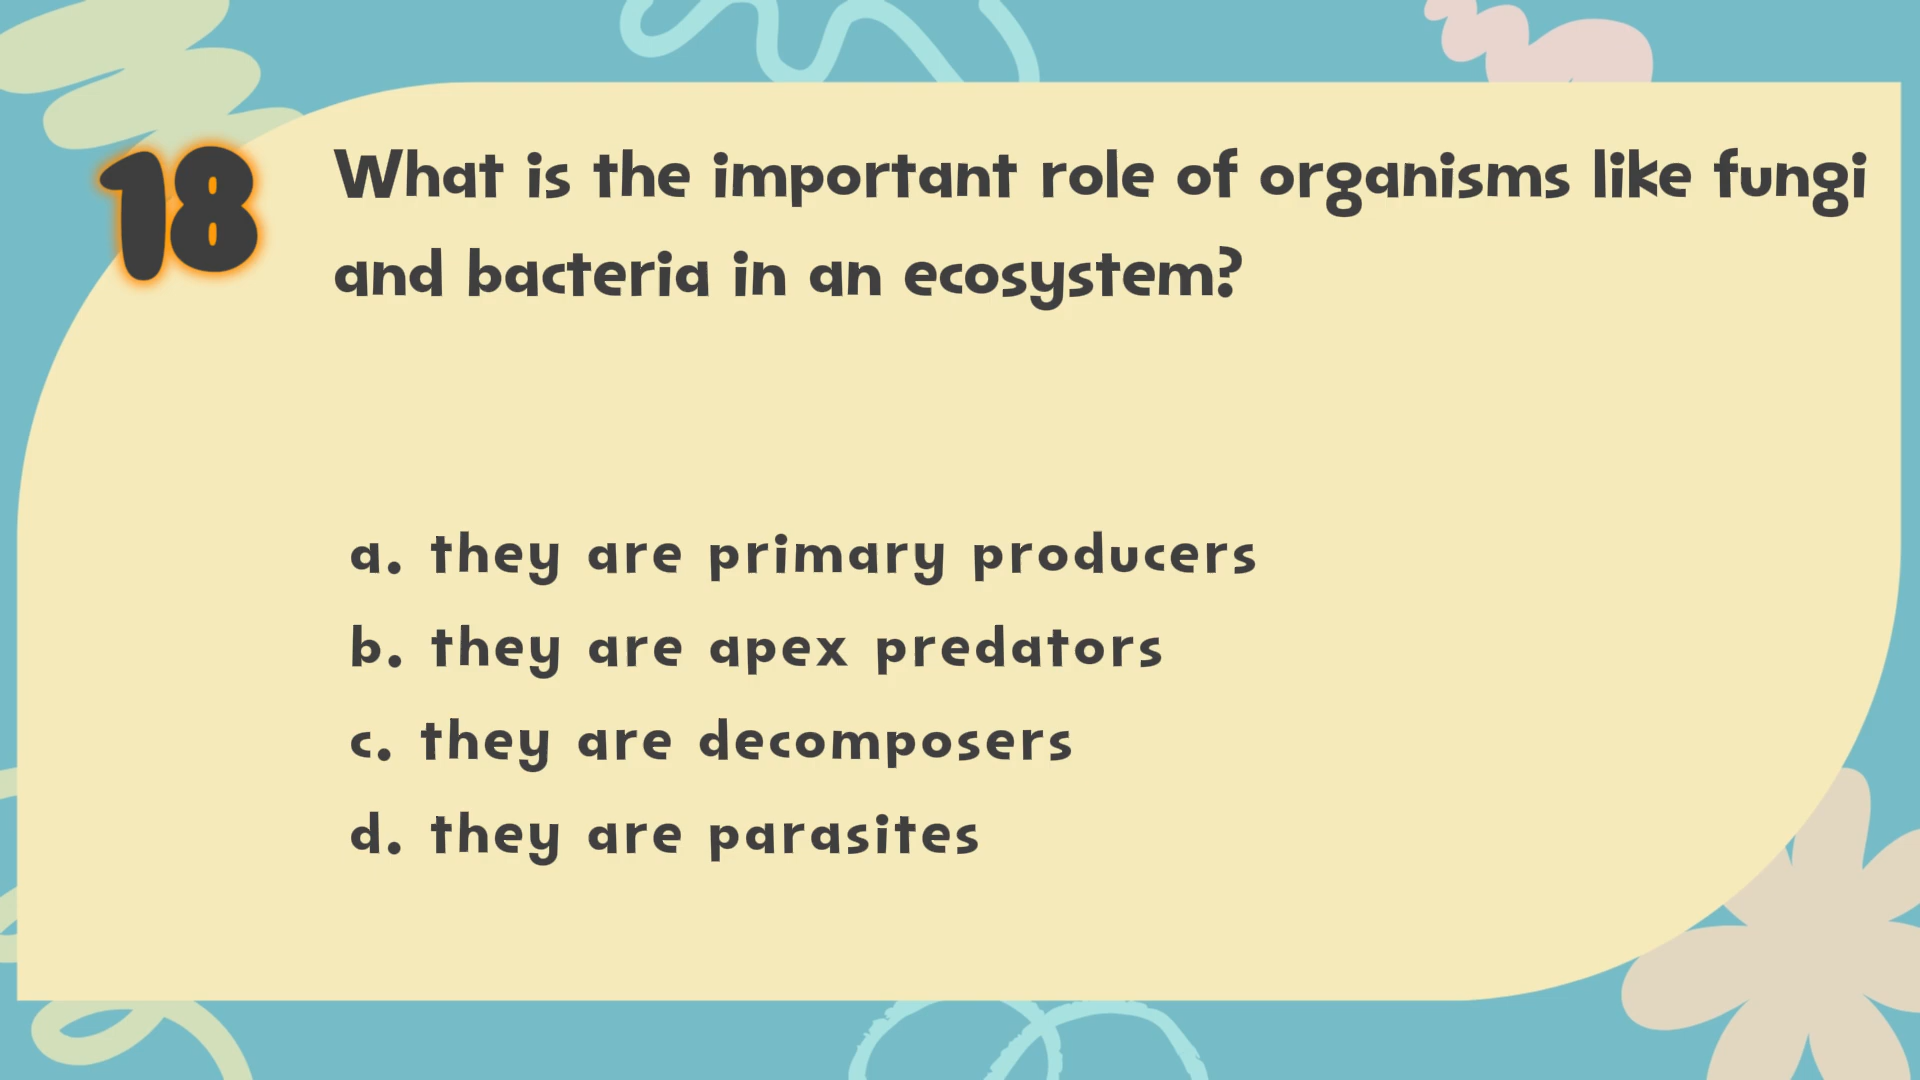 18
What is the important role of organisms like fungi
and bacteria in an ecosystem?
a. they are primary producers
b. they are apex predators
c. they are decomposers
d. they are parasites